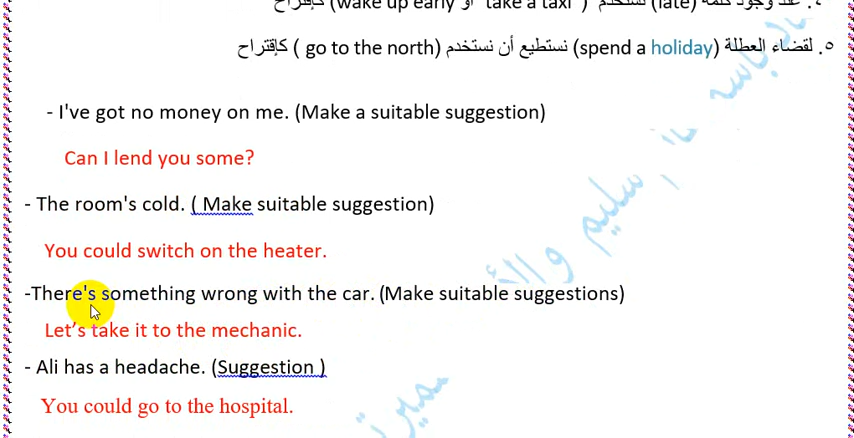 ٤. عند وجود كلمة (late) نستخدم ( take a taxi أو wake up early) كإقتراح
٥. لقضاء العطلة (spend a holiday) نستطيع أن نستخدم (go to the north ) كإقتراح
- I've got no money on me. (Make a suitable suggestion)
Can I lend you some?
- The room's cold. ( Make suitable suggestion)
You could switch on the heater.
-There's something wrong with the car. (Make suitable suggestions)
Let's take it to the mechanic.
- Ali has a headache. (Suggestion )
You could go to the hospital.